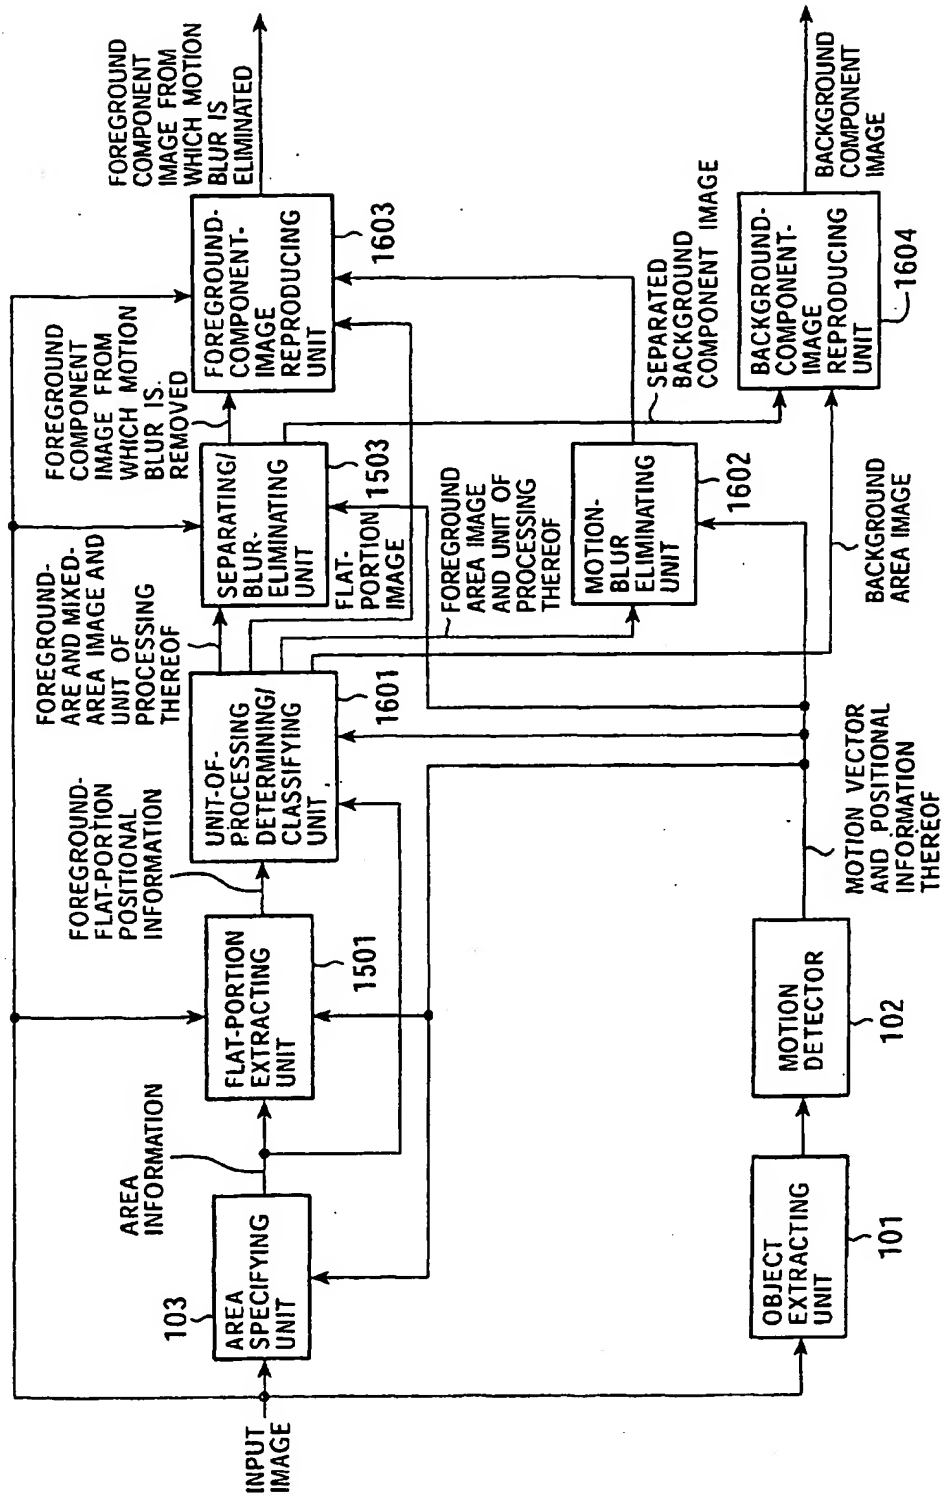 INPUT
IMAGE
103
AREA
SPECIFYING
UNIT
AREA
INFORMATION
FLAT-PORTION
EXTRACTING
UNIT
1501
FOREGROUND-
FLAT-PORTION
POSITIONAL
INFORMATION
UNIT-OF-
PROCESSING
DETERMINING/
CLASSIFYING
UNIT
1601
FOREGROUND-
ARE AND MIXED-
AREA IMAGE AND
UNIT OF
PROCESSING
THEREOF
SEPARATING/
BLUR-
ELIMINATING
UNIT
1503
FLAT-
PORTION
IMAGE
FOREGROUND
COMPONENT
IMAGE FROM
WHICH MOTION
BLUR IS.
REMOVED
FOREGROUND-
COMPONENT-
IMAGE
REPRODUCING
UNIT
1603
FOREGROUND
COMPONENT
IMAGE FROM
WHICH MOTION
BLUR IS
ELIMINATED
FOREGROUND
AREA IMAGE
AND UNIT OF
PROCESSING
THEREOF
MOTION-
BLUR
ELIMINATING
UNIT
1602
SEPARATED
BACKGROUND
COMPONENT IMAGE
BACKGROUND-
COMPONENT-
IMAGE
REPRODUCING
UNIT
1604
BACKGROUND
COMPONENT
IMAGE
BACKGROUND
AREA IMAGE
OBJECT
EXTRACTING
UNIT
101
MOTION
DETECTOR
102
MOTION VECTOR
AND POSITIONAL
INFORMATION
THEREOF